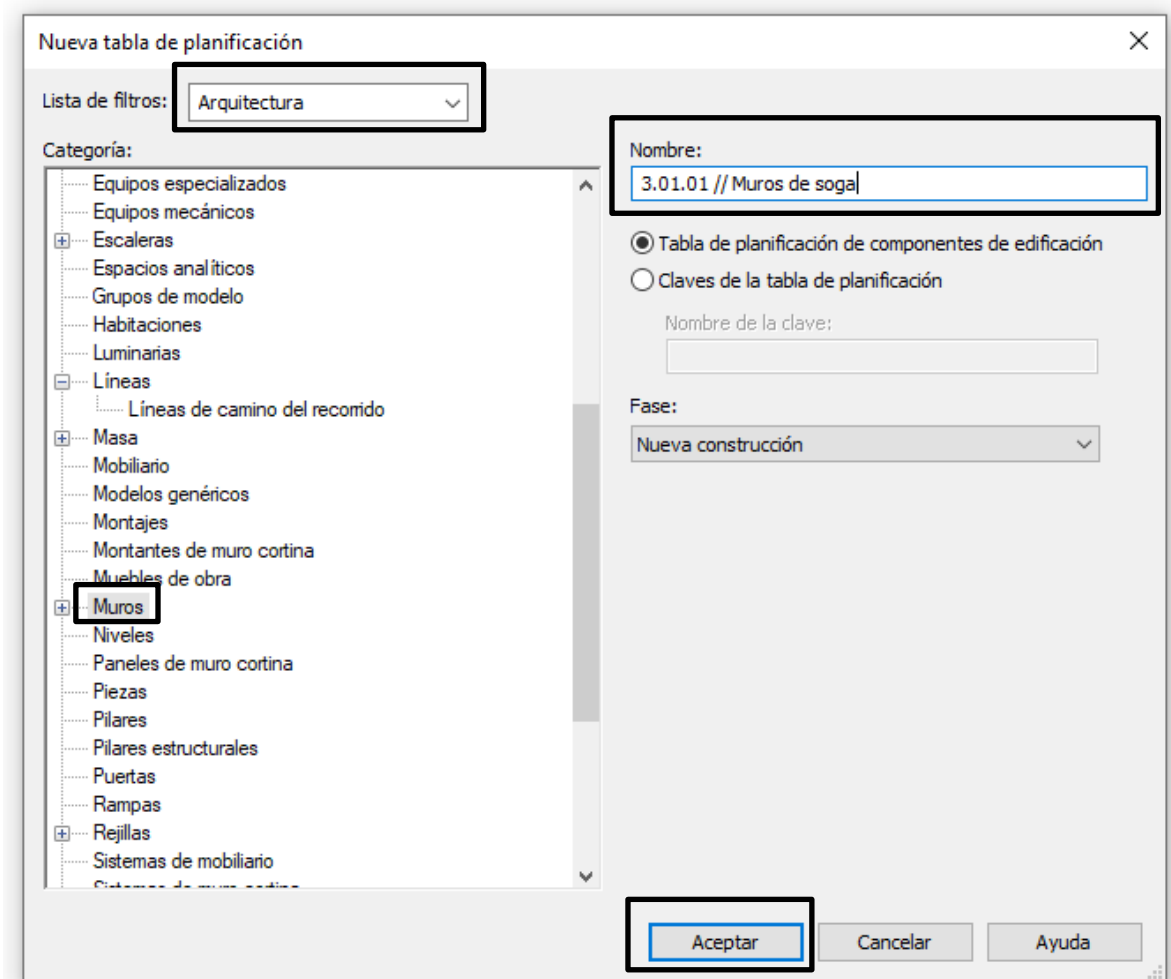 Nueva tabla de planificación
Lista de filtros: Arquitectura
Categoría:
Equipos especializados
Equipos mecánicos
Escaleras
Espacios analíticos
Grupos de modelo
Habitaciones
Luminarias
Líneas
Líneas de camino del recorrido
Masa
Mobiliario
Modelos genéricos
Montajes
Montantes de muro cortina
Muebles de obra
Muros
Niveles
Paneles de muro cortina
Piezas
Pilares
Pilares estructurales
Puertas
Rampas
Rejillas
Sistemas de mobiliario
Sistemas de muro cortina
Nombre:
3.01.01 // Muros de soga
Tabla de planificación de componentes de edificación
Claves de la tabla de planificación
Nombre de la clave:
Fase:
Nueva construcción
Aceptar Cancelar Ayuda